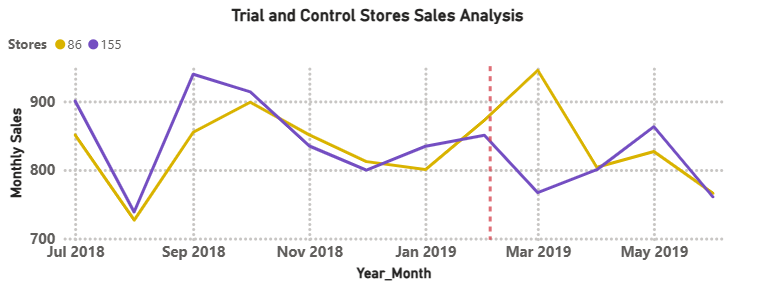 Trial and Control Stores Sales Analysis
Stores 86 155
Monthly Sales
900
800
700
Jul 2018 Sep 2018 Nov 2018 Jan 2019 Mar 2019 May 2019
Year_Month